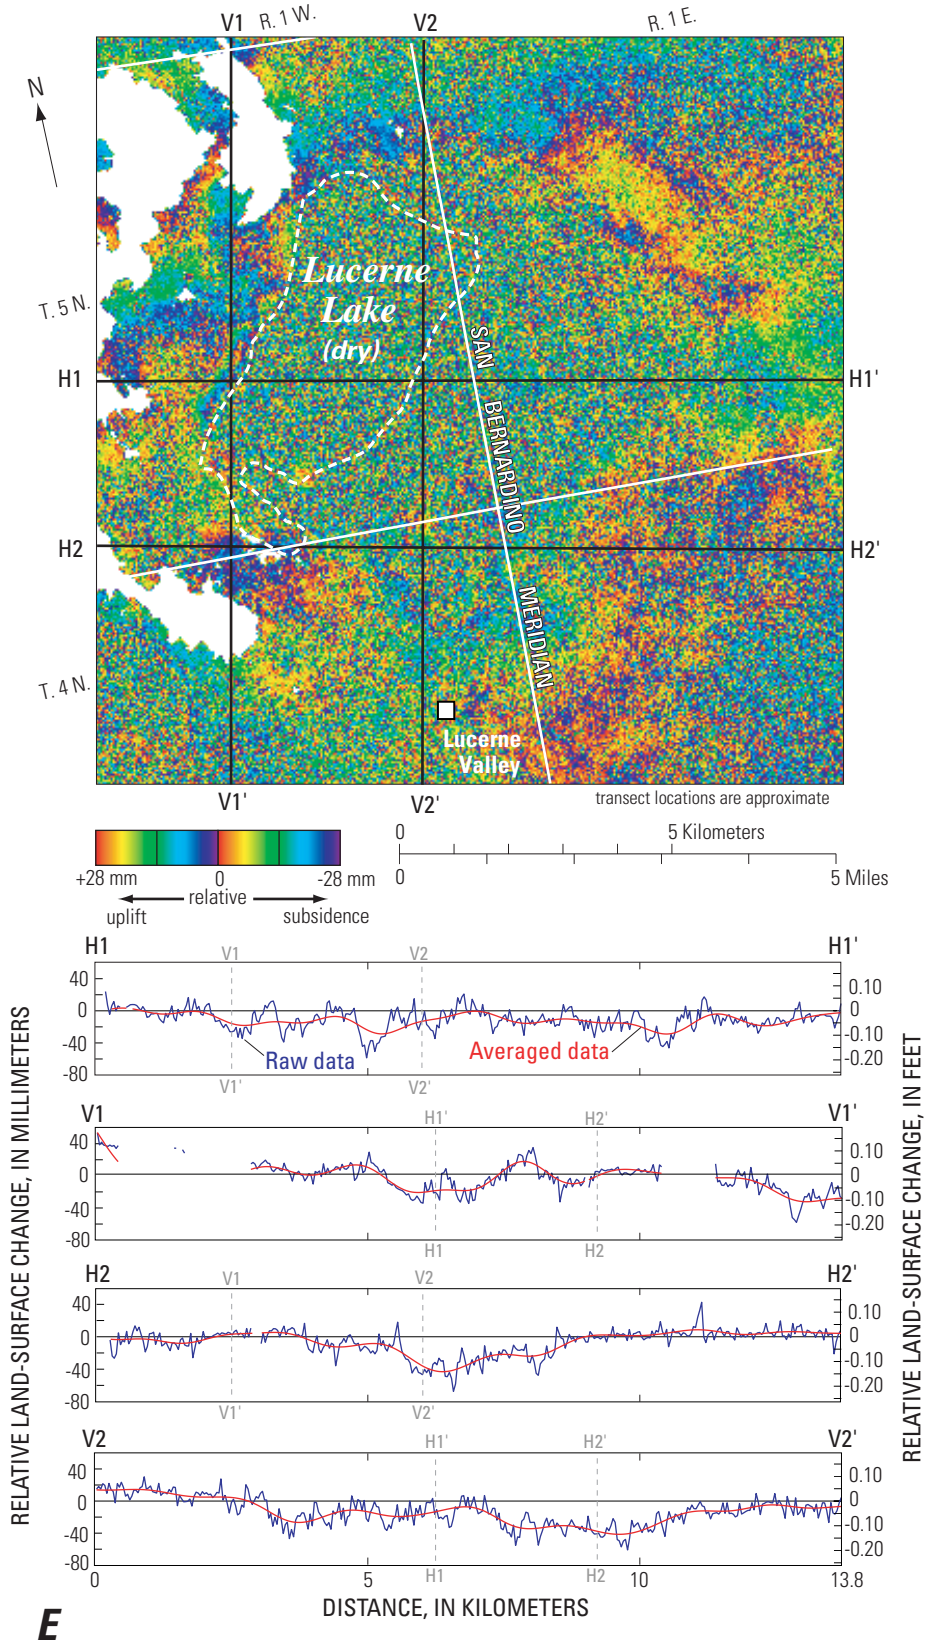 V1
R. 1 W.
V2
R. 1 E.
N
Lucerne
Lake
(dry)
T. 5 N.
SAN BERNARDINO MERIDIAN
H1
H1'
H2
H2'
T. 4 N.
Lucerne
Valley
V1'
V2'
transect locations are approximate
+28 mm 0 -28 mm
relative
uplift subsidence
0 5 Kilometers
0 5 Miles
H1 V1 V2 H1'
40
0
-40
-80
0.10
0
-0.10
-0.20
Raw data
Averaged data
V1' V2'
V1 H1' H2' V1'
40
0
-40
-80
0.10
0
-0.10
-0.20
H1 H2
H2 V1 V2 H2'
40
0
-40
-80
0.10
0
-0.10
-0.20
V1' V2'
V2 H1' H2' V2'
40
0
-40
-80
0.10
0
-0.10
-0.20
H1 H2
0 5 10 13.8
DISTANCE, IN KILOMETERS
RELATIVE LAND-SURFACE CHANGE, IN MILLIMETERS
RELATIVE LAND-SURFACE CHANGE, IN FEET
E